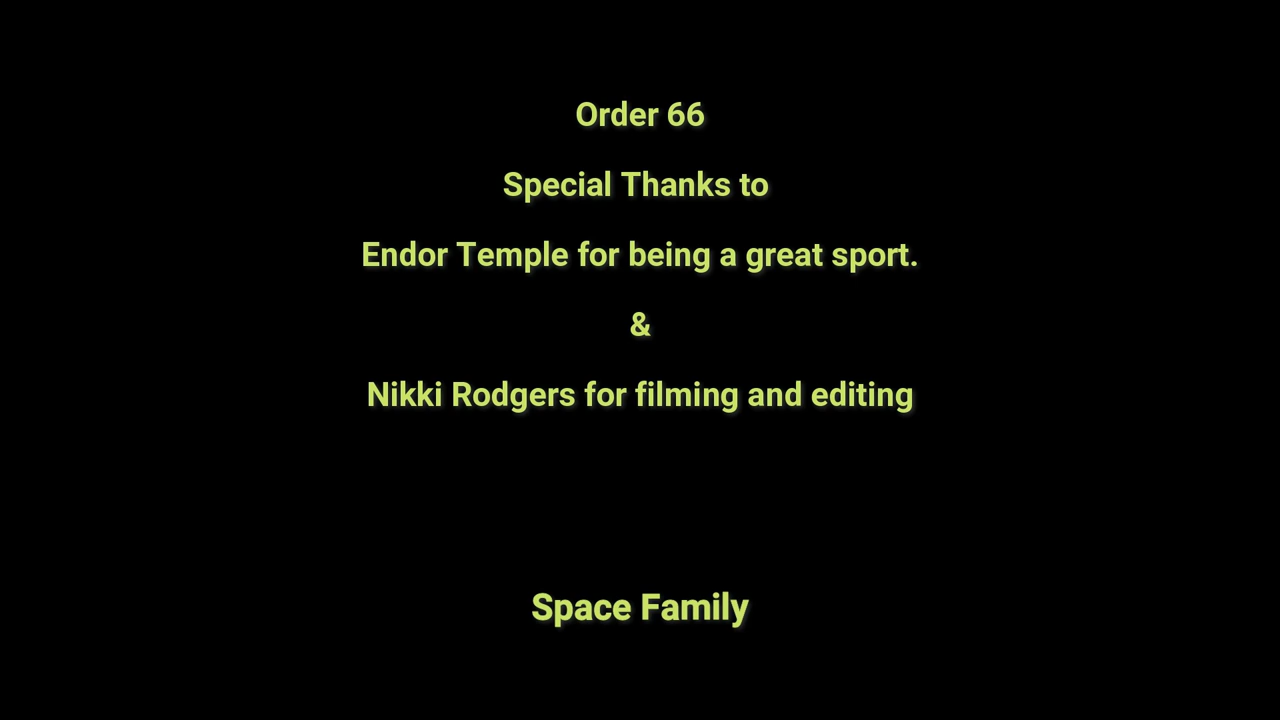 Order 66
Special Thanks to
Endor Temple for being a great sport.
&
Nikki Rodgers for filming and editing
Space Family